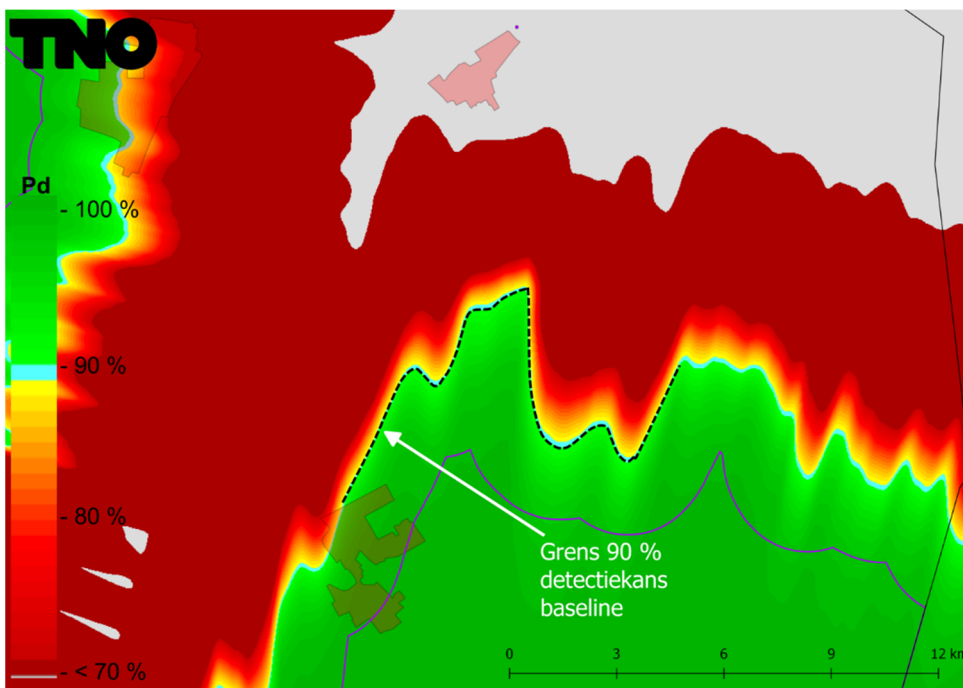 TNO
Pd
- 100 %
- 90 %
- 80 %
- < 70 %
Grens 90 %
detectiekans
baseline
0 3 6 9 12 km